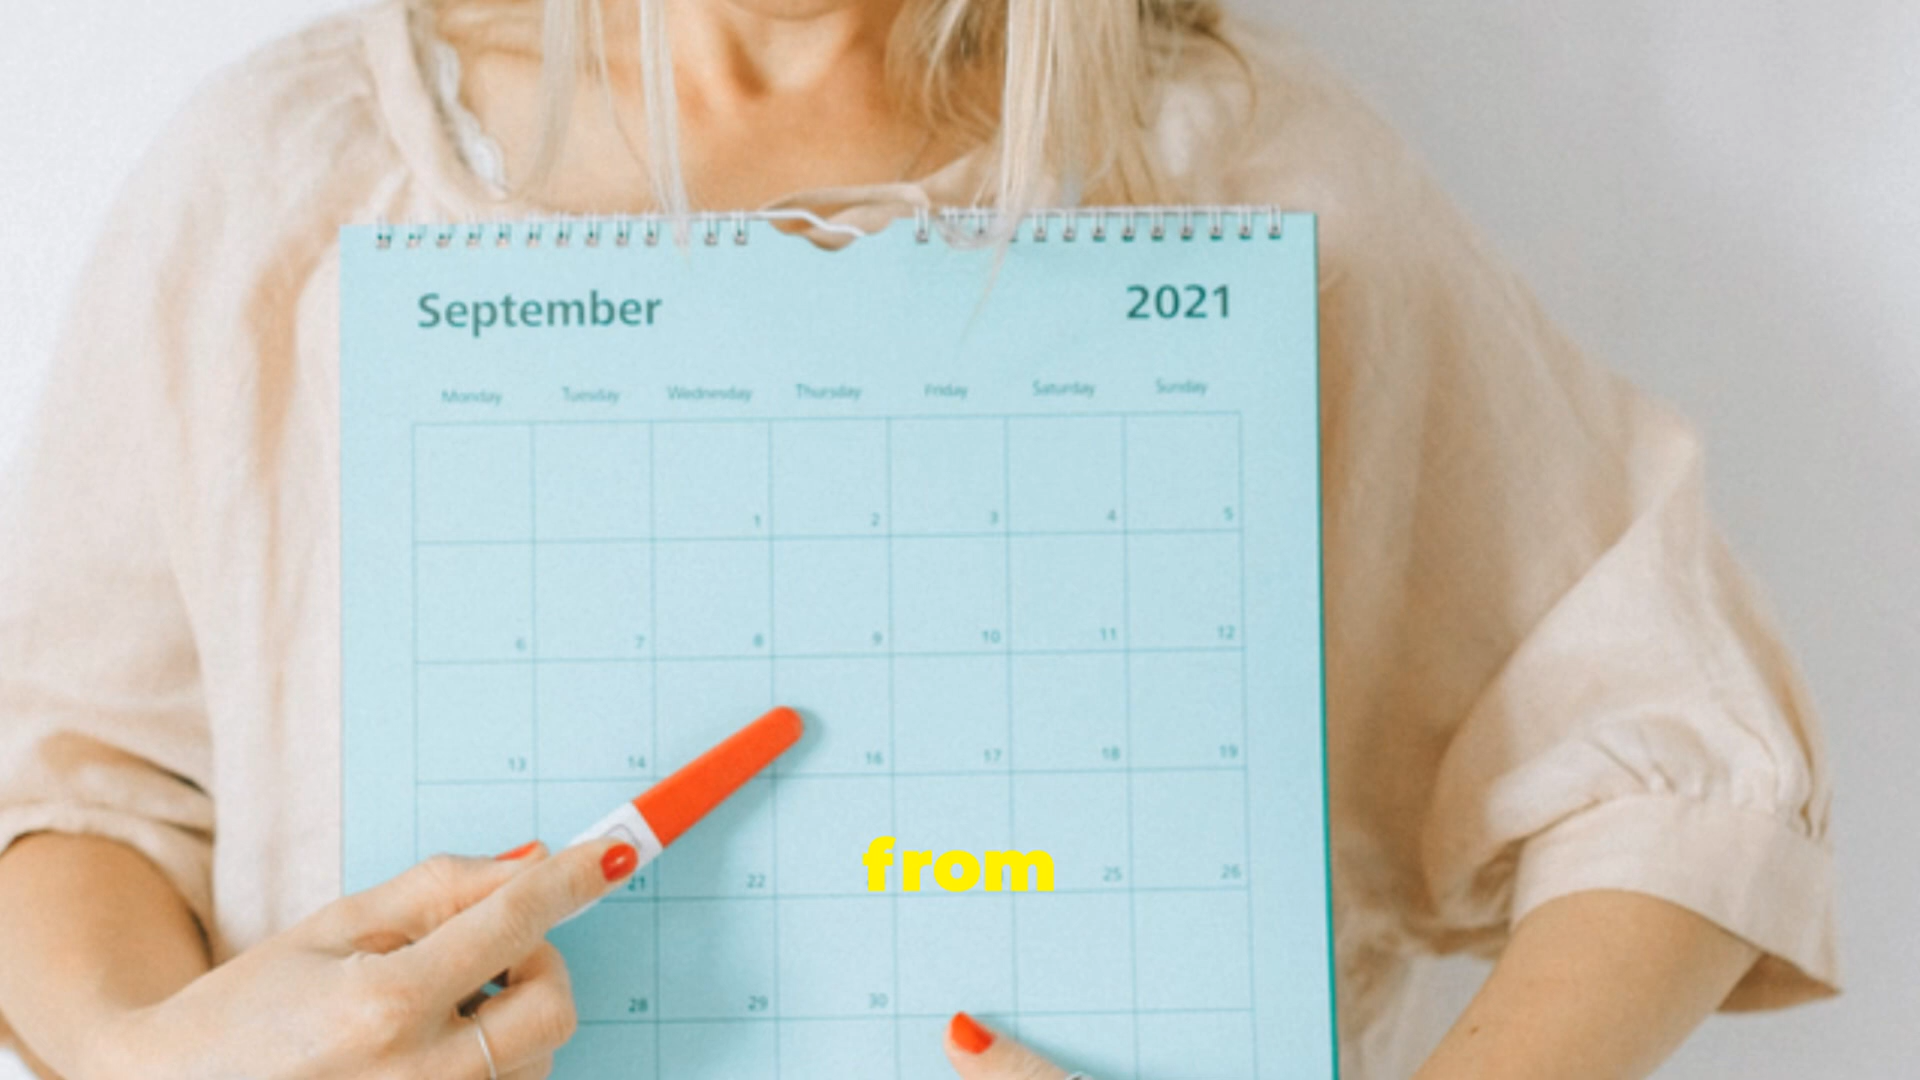 September 2021
Monday Tuesday Wednesday Thursday Friday Saturday Sunday
1 2 3 4 5
6 7 8 9 10 11 12
13 14 16 17 18 19
21 22 from 25 26
28 29 30